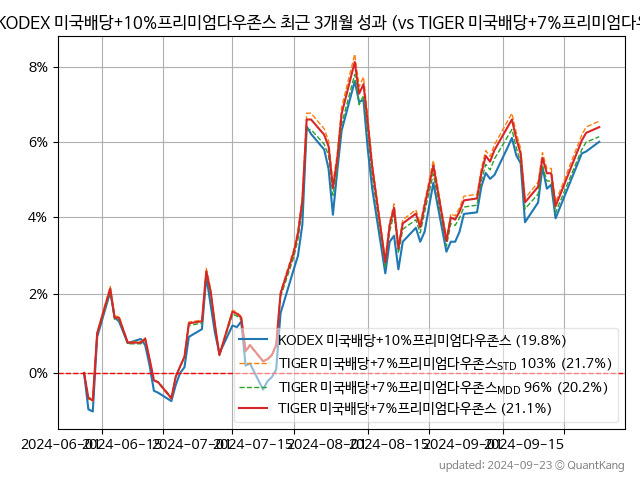 KODEX 미국배당+10%프리미엄다우존스 최근 3개월 성과 (vs TIGER 미국배당+7%프리미엄다우
8%
6%
4%
2%
0%
KODEX 미국배당+10%프리미엄다우존스 (19.8%)
TIGER 미국배당+7%프리미엄다우존스STD 103% (21.7%)
TIGER 미국배당+7%프리미엄다우존스MDD 96% (20.2%)
TIGER 미국배당+7%프리미엄다우존스 (21.1%)
2024-06-01 2024-06-15 2024-07-01 2024-07-15 2024-08-01 2024-08-15 2024-09-01 2024-09-15
updated: 2024-09-23 © QuantKang